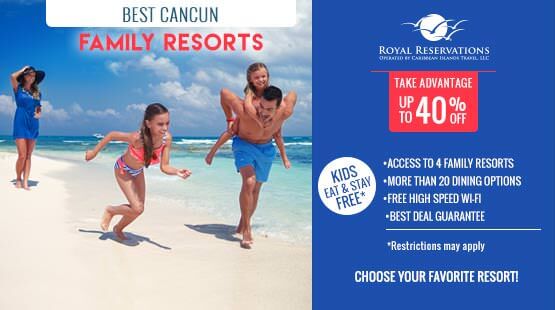 BEST CANCUN
FAMILY RESORTS
ROYAL RESERVATIONS
OPERATED BY CARIBBEAN ISLANDS TRAVEL, LLC
TAKE ADVANTAGE
UP TO 40% OFF
KIDS
EAT & STAY
FREE*
•ACCESS TO 4 FAMILY RESORTS
•MORE THAN 20 DINING OPTIONS
•FREE HIGH SPEED WI-FI
•BEST DEAL GUARANTEE
*Restrictions may apply
CHOOSE YOUR FAVORITE RESORT!